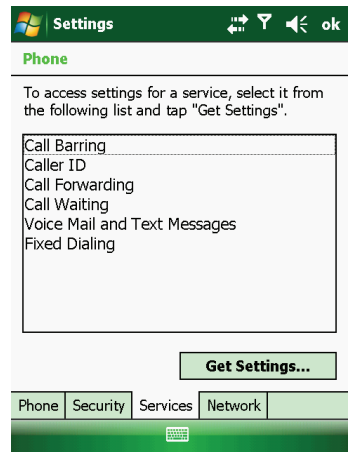 Settings
ok
Phone
To access settings for a service, select it from
the following list and tap "Get Settings".
Call Barring
Caller ID
Call Forwarding
Call Waiting
Voice Mail and Text Messages
Fixed Dialing
Get Settings...
Phone Security Services Network